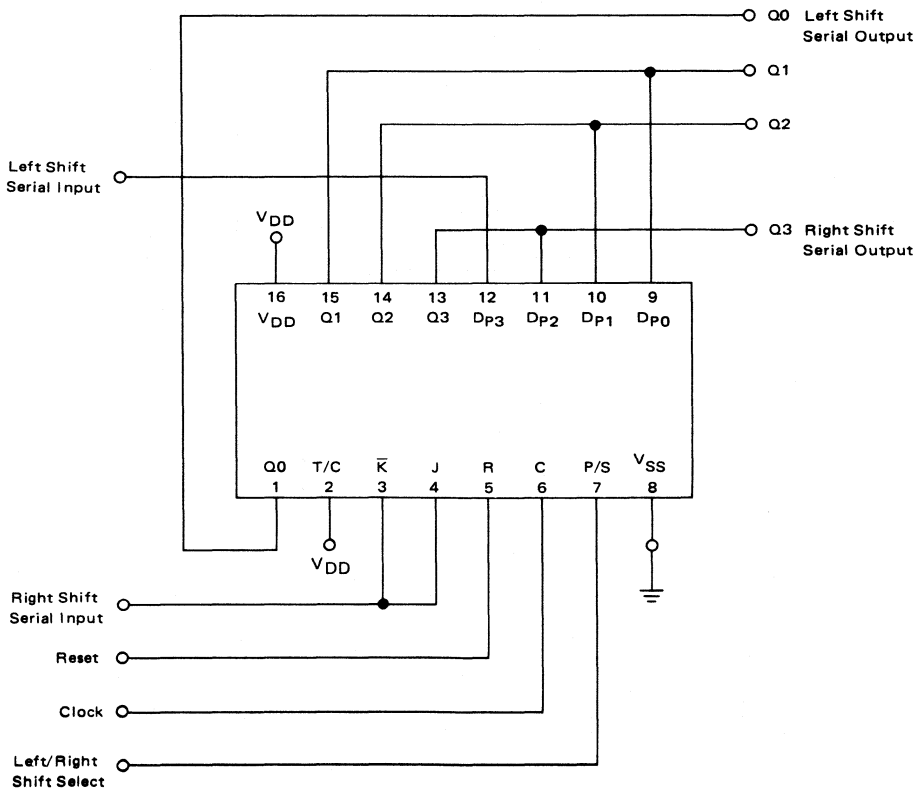 Q0 Left Shift
Serial Output
Q1
Q2
Left Shift
Serial Input
VDD
Q3 Right Shift
Serial Output
16 15 14 13 12 11 10 9
VDD Q1 Q2 Q3 DP3 DP2 DP1 DP0
Q0 T/C K̅ J R C P/S VSS
1 2 3 4 5 6 7 8
VDD
Right Shift
Serial Input
Reset
Clock
Left/Right
Shift Select